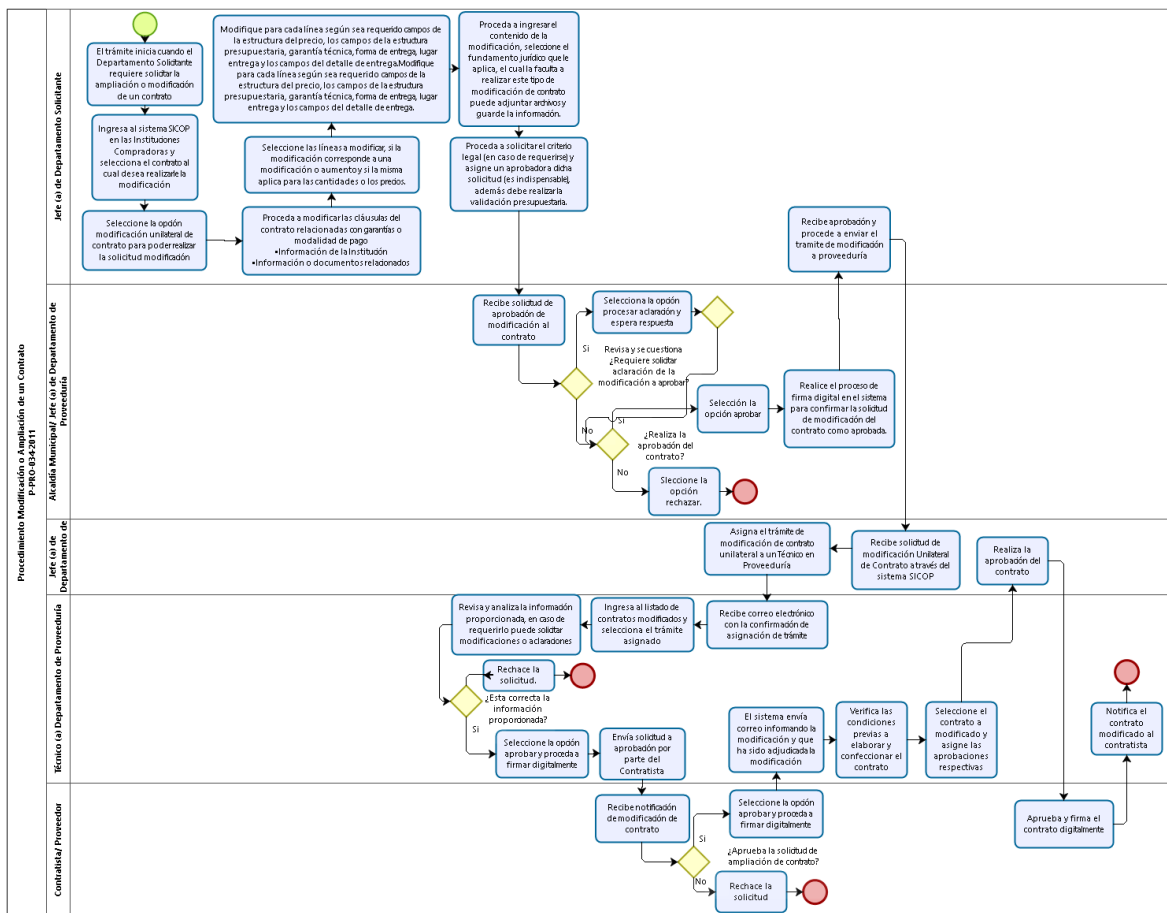 Procedimiento Modificación o Ampliación de un Contrato
P-PRO-834-2011
Jefe (a) de Departamento Solicitante
El trámite inicia cuando el
Departamento Solicitante
requiere solicitar la
ampliación o modificación
de un contrato
Ingresa al sistema SICOP
en las Instituciones
Compradoras y
selecciona el contrato al
cual desea realizarle la
modificación
Seleccione la opción
modificación unilateral de
contrato para poder realizar
la solicitud modificación
Proceda a modificar las cláusulas del
contrato relacionadas con garantías o
modalidad de pago
•Información de la Institución
•Información o documentos relacionados
Seleccione las líneas a modificar, si la
modificación corresponde a una
modificación o aumento y si la misma
aplica para las cantidades o los precios.
Modifique para cada línea según sea requerido campos de
la estructura del precio, los campos de la estructura
presupuestaria, garantía técnica, forma de entrega, lugar
entrega y los campos del detalle de entrega.Modifique
para cada línea según sea requerido campos de la
estructura del precio, los campos de la estructura
presupuestaria, garantía técnica, forma de entrega, lugar
entrega y los campos del detalle de entrega.
Proceda a ingresar el
contenido de la
modificación, seleccione el
fundamento jurídico que le
aplica, el cual la faculta a
realizar este tipo de
modificación de contrato
puede adjuntar archivos y
guarde la información.
Proceda a solicitar el criterio
legal (en caso de requerirse) y
asigne un aprobador a dicha
solicitud (es indispensable),
además debe realizar la
validación presupuestaria.
Recibe aprobación y
procede a enviar el
tramite de modificación
a proveeduría
Alcaldía Municipal/ Jefe (a) de Departamento de
Proveeduría
Recibe solicitud de
aprobación de
modificación al
contrato
Selecciona la opción
procesar aclaración y
espera respuesta
Si
Revisa y se cuestiona
¿Requiere solicitar
aclaración de la
modificación a aprobar?
No
Si
Selección la
opción aprobar
Realice el proceso de
firma digital en el sistema
para confirmar la solicitud
de modificación del
contrato como aprobada.
¿Realiza la
aprobación del
contrato?
No
Sleccione la
opción
rechazar.
Jefe (a) de
Departamento de
Asigna el trámite de
modificación de contrato
unilateral a un Técnico en
Proveeduría
Recibe solicitud de
modificación Unilateral
de Contrato a través del
sistema SICOP
Realiza la
aprobación del
contrato
Técnico (a) Departamento de Proveeduría
Revisa y analiza la información
proporcionada, en caso de
requerirlo puede solicitar
modificaciones o aclaraciones
Ingresa al listado de
contratos modificados y
selecciona el trámite
asignado
Recibe correo electrónico
con la confirmación de
asignación de trámite
Rechace la
solicitud.
¿Esta correcta la
información
proporcionada?
Si
Seleccione la opción
aprobar y proceda a
firmar digitalmente
Envía solicitud a
aprobación por
parte del
Contratista
El sistema envía
correo informando la
modificación y que
ha sido adjudicada la
modificación
Verifica las
condiciones
previas a
elaborar y
confeccionar el
contrato
Seleccione el
contrato a
modificado y
asigne las
aprobaciones
respectivas
Notifica el
contrato
modificado al
contratista
Contralista/ Proveedor
Recibe notificación
de modificación de
contrato
Si
Seleccione la opción
aprobar y proceda a
firmar digitalmente
¿Aprueba la solicitud de
ampliación de contrato?
No
Rechace la
solicitud
Aprueba y firma el
contrato digitalmente